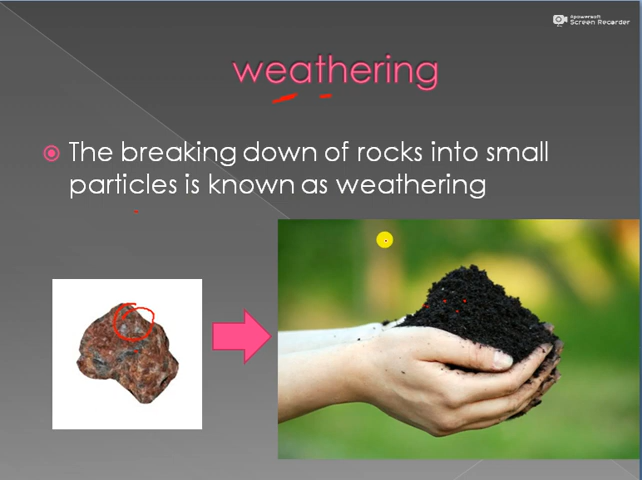 Apowersoft
Screen Recorder
weathering
The breaking down of rocks into small
particles is known as weathering